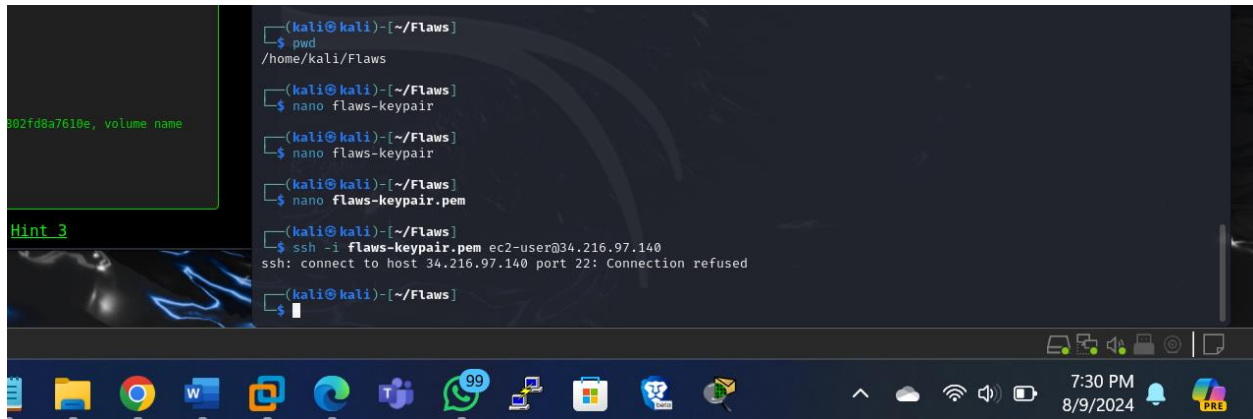 302fd8a7610e, volume name
Hint 3
┌──(kali㉿kali)-[~/Flaws]
└─$ pwd
/home/kali/Flaws
┌──(kali㉿kali)-[~/Flaws]
└─$ nano flaws-keypair
┌──(kali㉿kali)-[~/Flaws]
└─$ nano flaws-keypair
┌──(kali㉿kali)-[~/Flaws]
└─$ nano flaws-keypair.pem
┌──(kali㉿kali)-[~/Flaws]
└─$ ssh -i flaws-keypair.pem ec2-user@34.216.97.140
ssh: connect to host 34.216.97.140 port 22: Connection refused
┌──(kali㉿kali)-[~/Flaws]
└─$
99
7:30 PM
8/9/2024
PRE